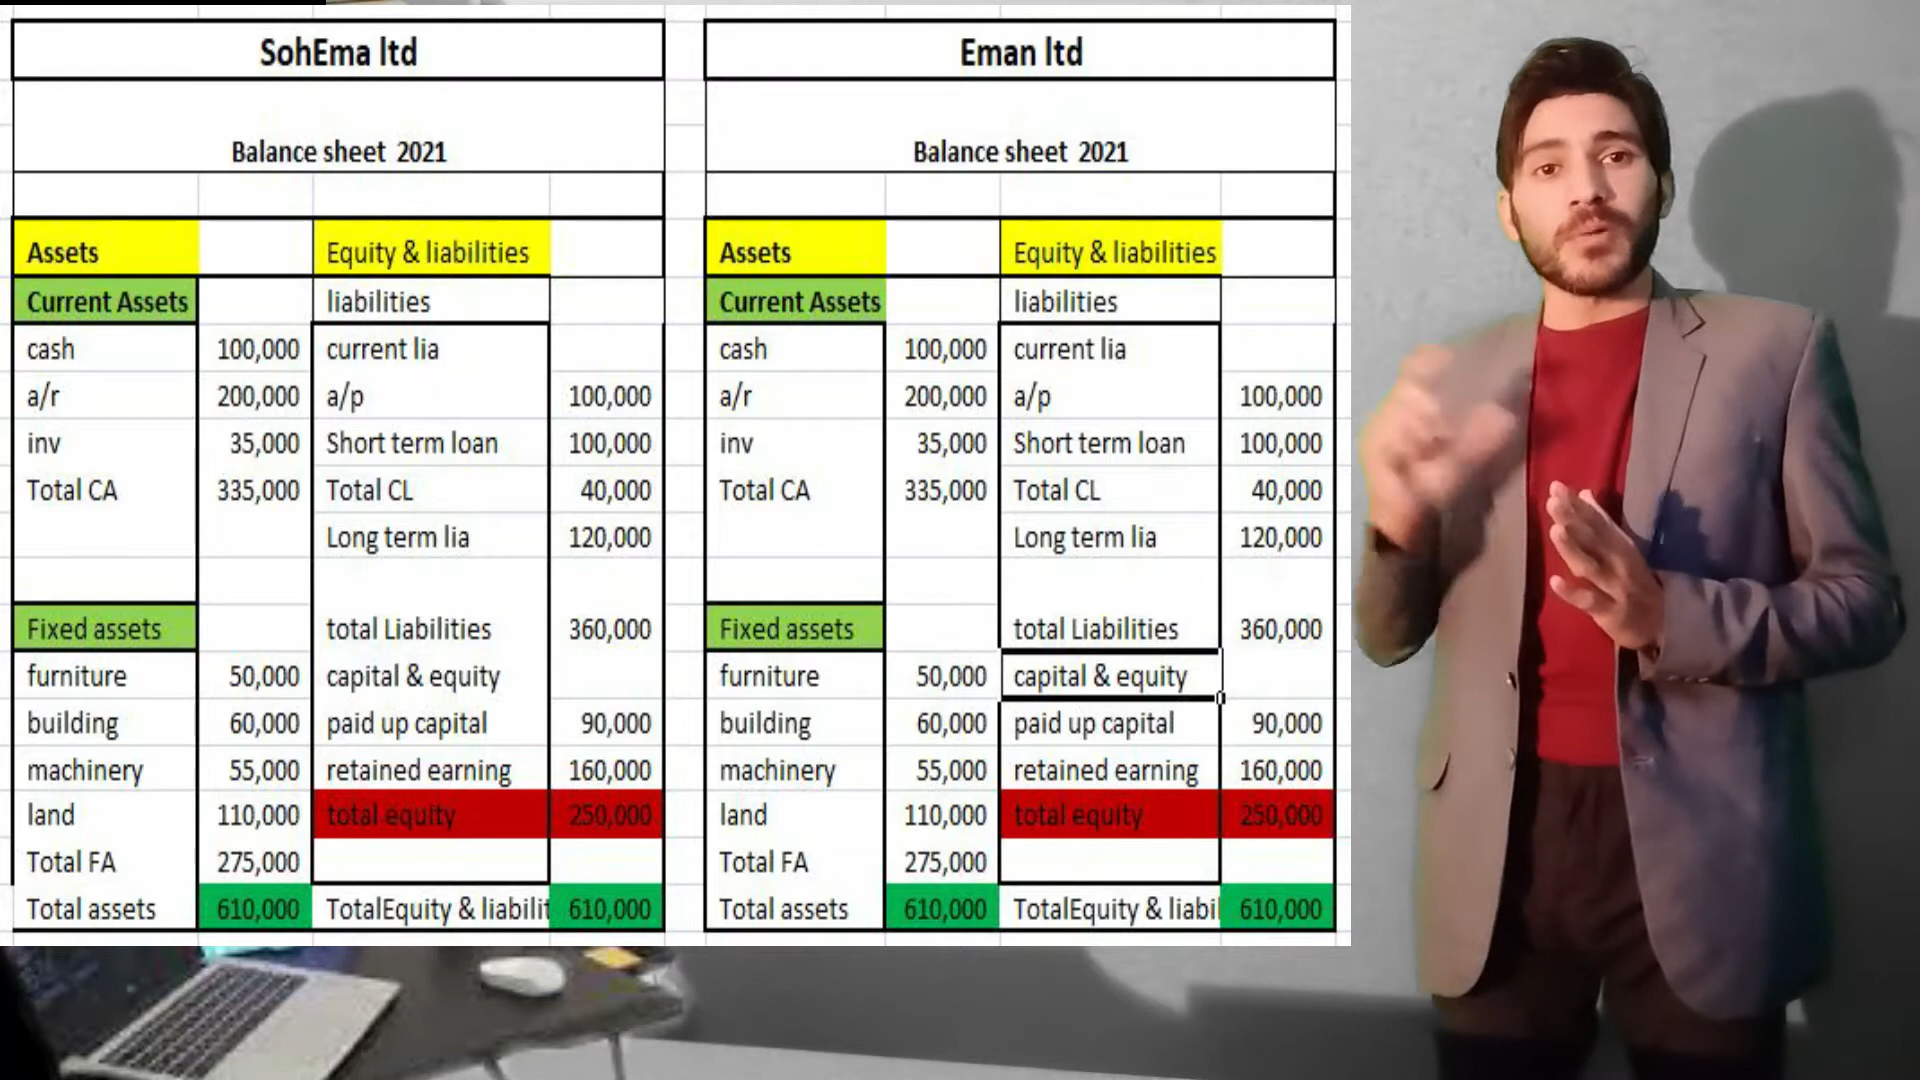 SohEma ltd
Balance sheet 2021
Assets Equity & liabilities
Current Assets liabilities
cash 100,000 current lia
a/r 200,000 a/p 100,000
inv 35,000 Short term loan 100,000
Total CA 335,000 Total CL 40,000
Long term lia 120,000
Fixed assets total Liabilities 360,000
furniture 50,000 capital & equity
building 60,000 paid up capital 90,000
machinery 55,000 retained earning 160,000
land 110,000 total equity 250,000
Total FA 275,000
Total assets 610,000 TotalEquity & liabilit 610,000
Eman ltd
Balance sheet 2021
Assets Equity & liabilities
Current Assets liabilities
cash 100,000 current lia
a/r 200,000 a/p 100,000
inv 35,000 Short term loan 100,000
Total CA 335,000 Total CL 40,000
Long term lia 120,000
Fixed assets total Liabilities 360,000
furniture 50,000 capital & equity
building 60,000 paid up capital 90,000
machinery 55,000 retained earning 160,000
land 110,000 total equity 250,000
Total FA 275,000
Total assets 610,000 TotalEquity & liabil 610,000